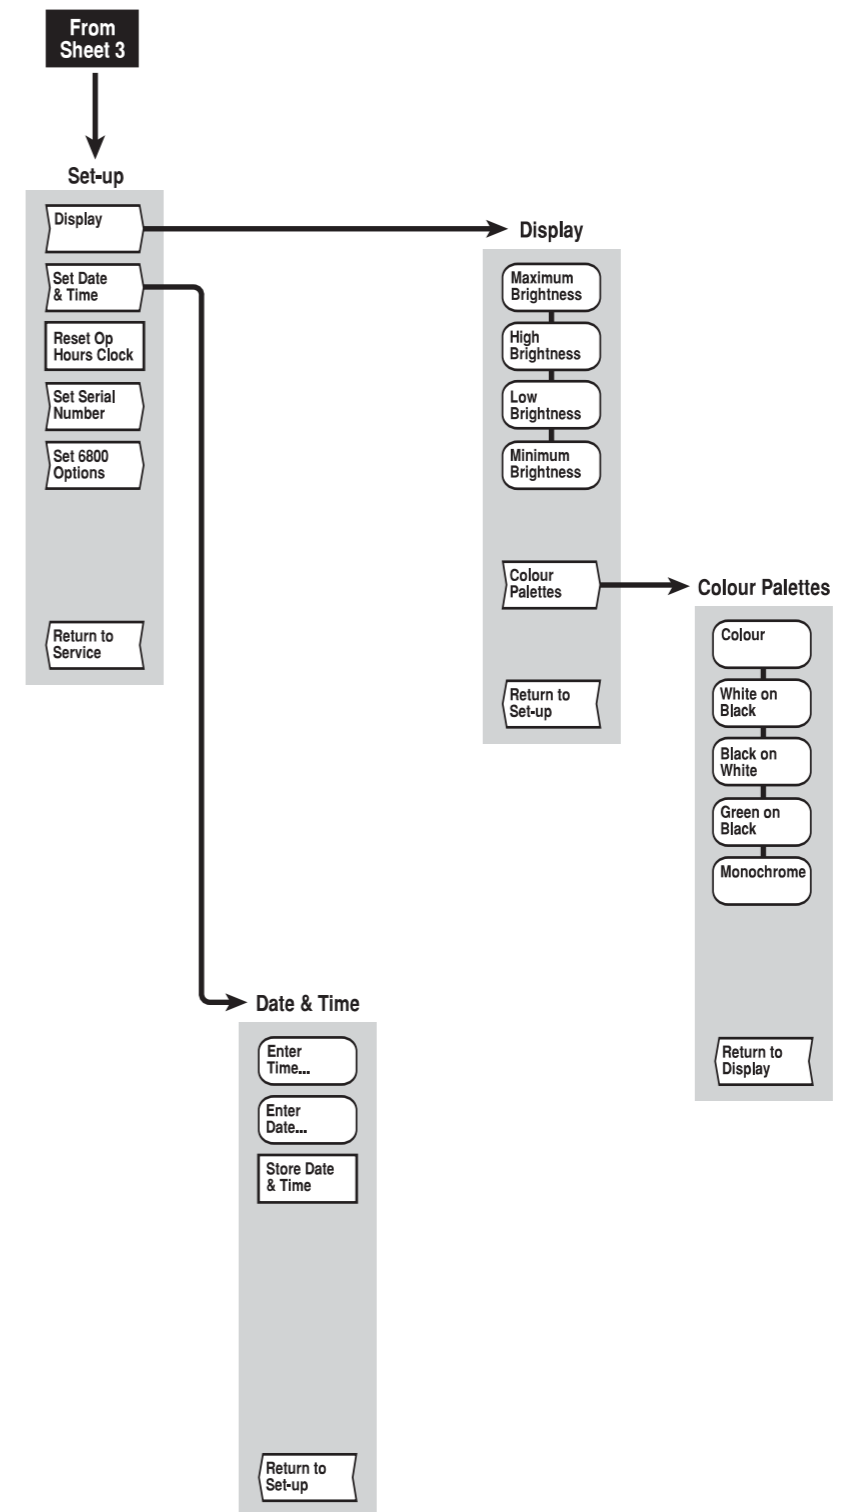 From
Sheet 3
Set-up
Display
Set Date
& Time
Reset Op
Hours Clock
Set Serial
Number
Set 6800
Options
Return to
Service
Display
Maximum
Brightness
High
Brightness
Low
Brightness
Minimum
Brightness
Colour
Palettes
Return to
Set-up
Colour Palettes
Colour
White on
Black
Black on
White
Green on
Black
Monochrome
Return to
Display
Date & Time
Enter
Time...
Enter
Date...
Store Date
& Time
Return to
Set-up